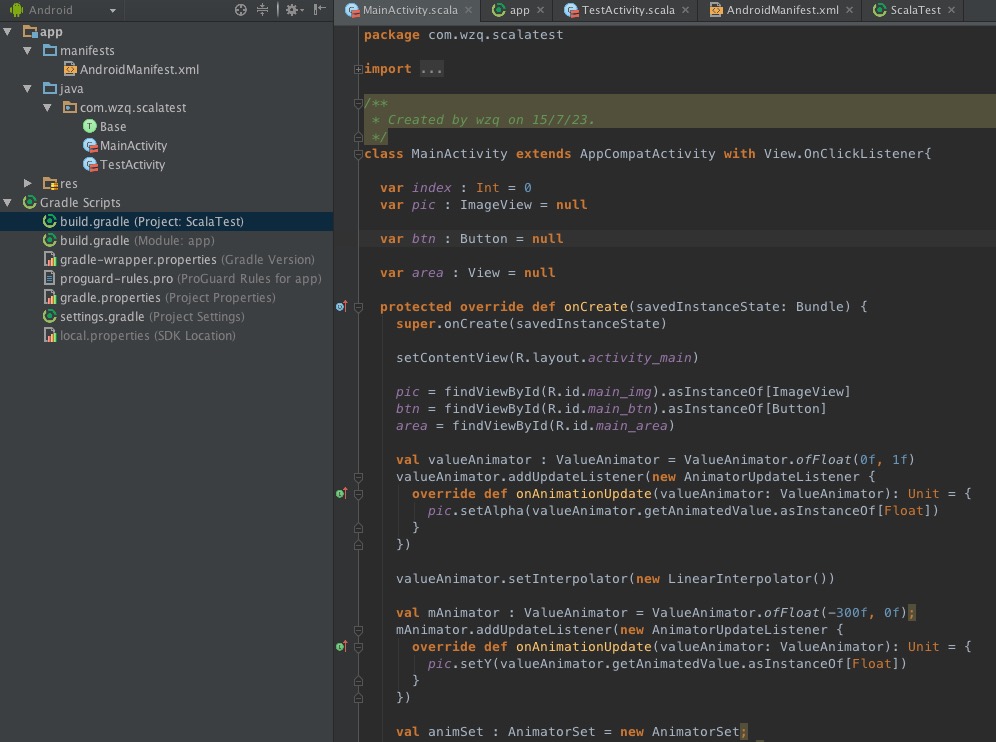 Android
app
manifests
AndroidManifest.xml
java
com.wzq.scalatest
Base
MainActivity
TestActivity
res
Gradle Scripts
build.gradle (Project: ScalaTest)
build.gradle (Module: app)
gradle-wrapper.properties (Gradle Version)
proguard-rules.pro (ProGuard Rules for app)
gradle.properties (Project Properties)
settings.gradle (Project Settings)
local.properties (SDK Location)
MainActivity.scala app TestActivity.scala AndroidManifest.xml ScalaTest
package com.wzq.scalatest
import ...
/**
* Created by wzq on 15/7/23.
*/
class MainActivity extends AppCompatActivity with View.OnClickListener{
var index : Int = 0
var pic : ImageView = null
var btn : Button = null
var area : View = null
protected override def onCreate(savedInstanceState: Bundle) {
super.onCreate(savedInstanceState)
setContentView(R.layout.activity_main)
pic = findViewById(R.id.main_img).asInstanceOf[ImageView]
btn = findViewById(R.id.main_btn).asInstanceOf[Button]
area = findViewById(R.id.main_area)
val valueAnimator : ValueAnimator = ValueAnimator.ofFloat(0f, 1f)
valueAnimator.addUpdateListener(new AnimatorUpdateListener {
override def onAnimationUpdate(valueAnimator: ValueAnimator): Unit = {
pic.setAlpha(valueAnimator.getAnimatedValue.asInstanceOf[Float])
}
})
valueAnimator.setInterpolator(new LinearInterpolator())
val mAnimator : ValueAnimator = ValueAnimator.ofFloat(-300f, 0f);
mAnimator.addUpdateListener(new AnimatorUpdateListener {
override def onAnimationUpdate(valueAnimator: ValueAnimator): Unit = {
pic.setY(valueAnimator.getAnimatedValue.asInstanceOf[Float])
}
})
val animSet : AnimatorSet = new AnimatorSet;